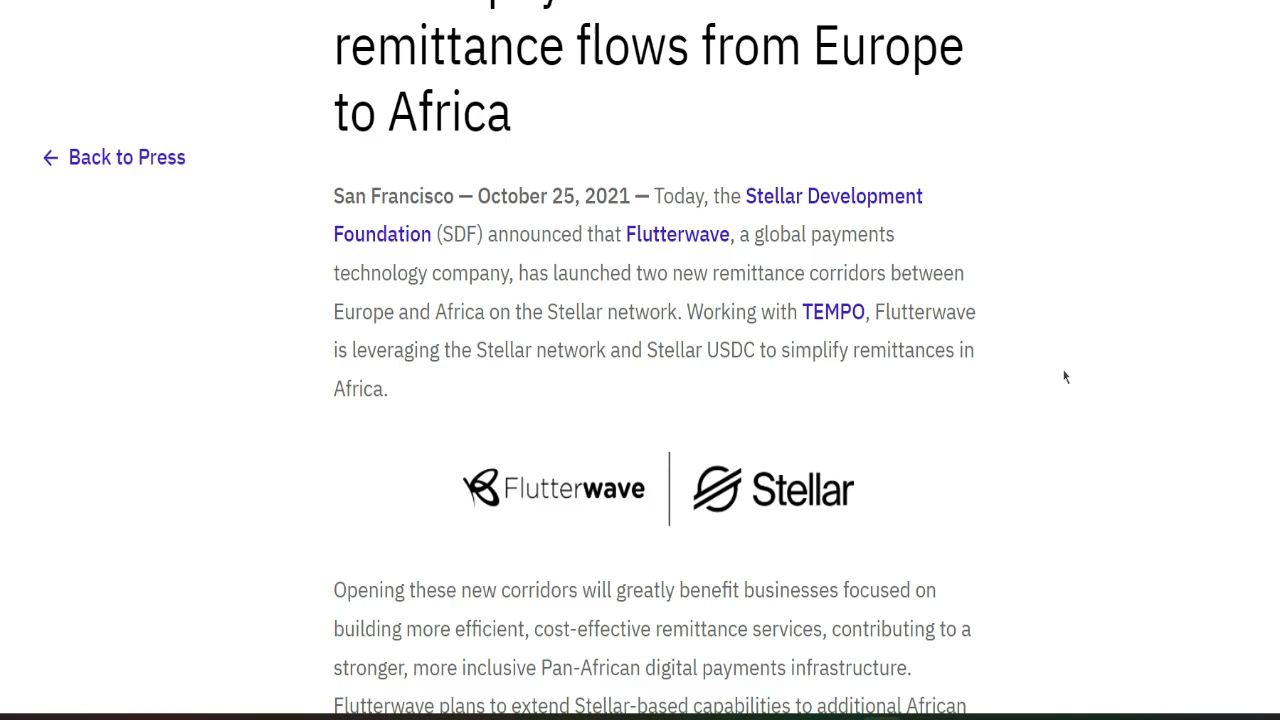 remittance flows from Europe
to Africa
← Back to Press
San Francisco — October 25, 2021 — Today, the Stellar Development
Foundation (SDF) announced that Flutterwave, a global payments
technology company, has launched two new remittance corridors between
Europe and Africa on the Stellar network. Working with TEMPO, Flutterwave
is leveraging the Stellar network and Stellar USDC to simplify remittances in
Africa.
Flutterwave
Stellar
Opening these new corridors will greatly benefit businesses focused on
building more efficient, cost-effective remittance services, contributing to a
stronger, more inclusive Pan-African digital payments infrastructure.
Flutterwave plans to extend Stellar-based capabilities to additional African